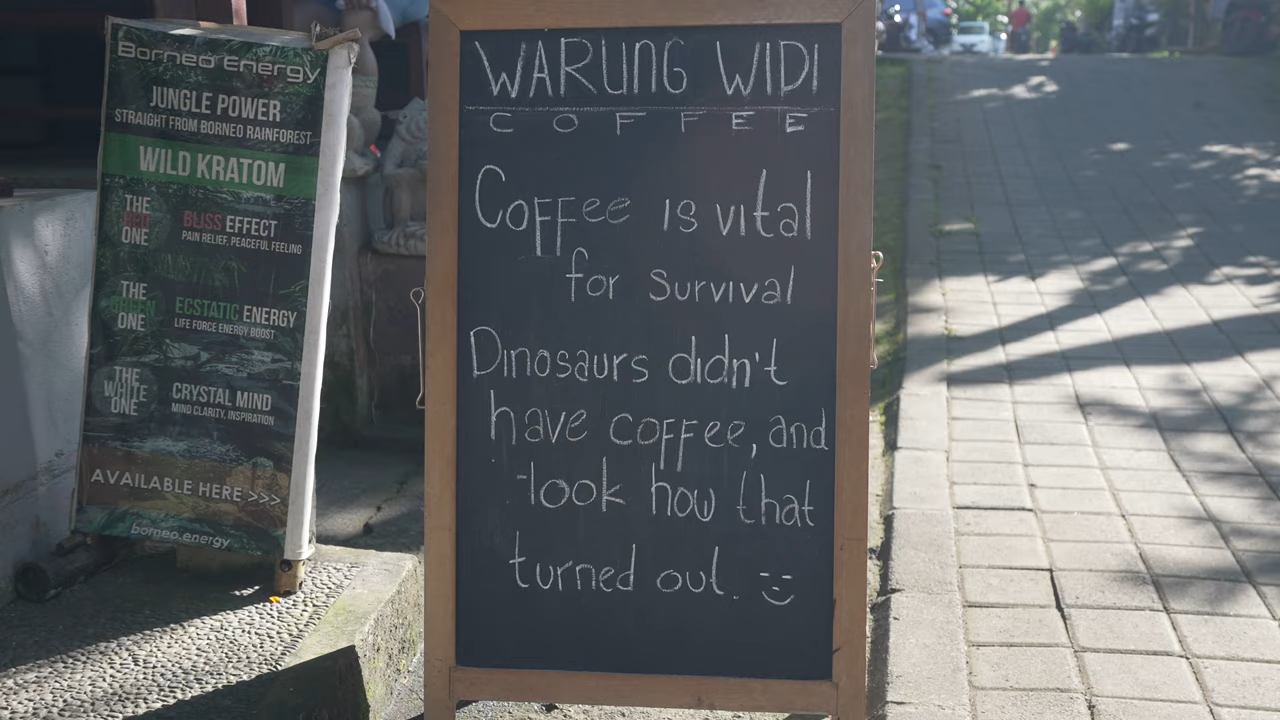 Borneo Energy
JUNGLE POWER
STRAIGHT FROM BORNEO RAINFOREST
WILD KRATOM
THE
RED
ONE
BLISS EFFECT
PAIN RELIEF, PEACEFUL FEELING
THE
GREEN
ONE
ECSTATIC ENERGY
LIFE FORCE ENERGY BOOST
THE
WHITE
ONE
CRYSTAL MIND
MIND CLARITY, INSPIRATION
AVAILABLE HERE >>>
borneo.energy
WARUNG WIDI
COFFEE
Coffee is vital
for survival
Dinosaurs didn't
have coffee, and
look how that
turned out.